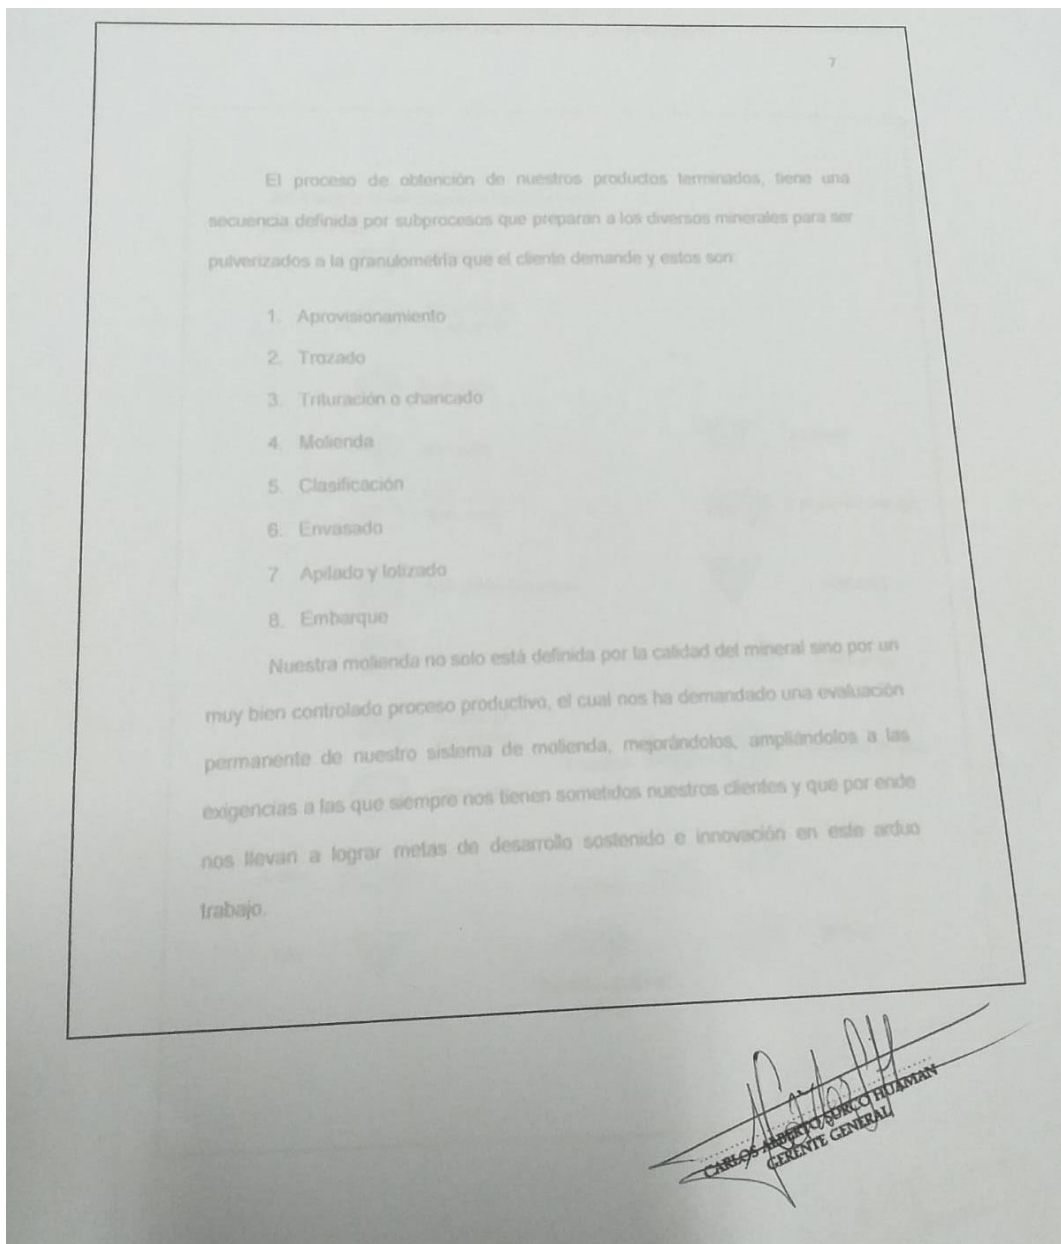 7
El proceso de obtención de nuestros productos terminados, tiene una
secuencia definida por subprocesos que preparan a los diversos minerales para ser
pulverizados a la granulometría que el cliente demande y estos son:
1. Aprovisionamiento
2. Trozado
3. Trituración o chancado
4. Molienda
5. Clasificación
6. Envasado
7 Apilado y lotizado
8. Embarque
Nuestra molienda no solo está definida por la calidad del mineral sino por un
muy bien controlado proceso productivo, el cual nos ha demandado una evaluación
permanente de nuestro sistema de molienda, mejorándolos, ampliándolos a las
exigencias a las que siempre nos tienen sometidos nuestros clientes y que por ende
nos llevan a lograr metas de desarrollo sostenido e innovación en este arduo
trabajo.
CARLOS ALBERTO SURCO HUAMAN
GERENTE GENERAL